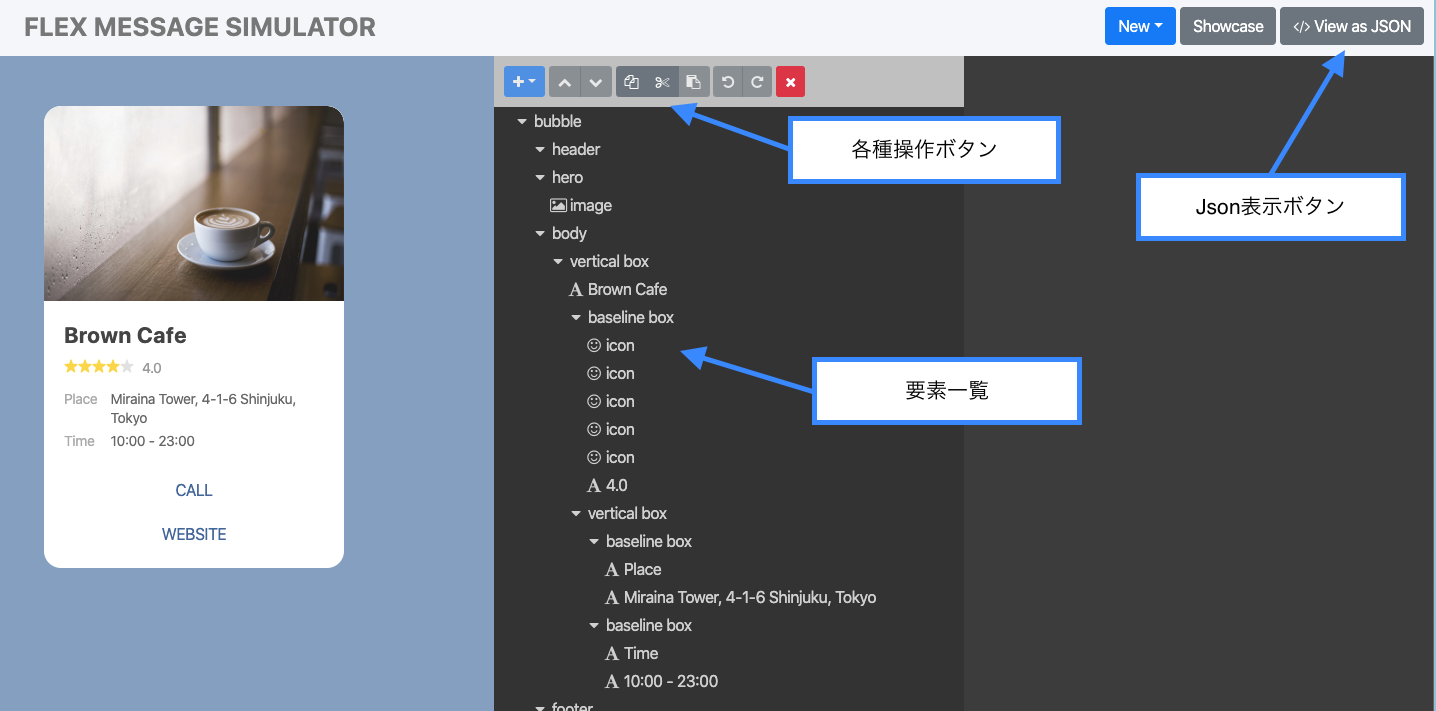 FLEX MESSAGE SIMULATOR
New
Showcase
</> View as JSON
各種操作ボタン
Json表示ボタン
要素一覧
Brown Cafe
4.0
Place Miraina Tower, 4-1-6 Shinjuku,
Tokyo
Time 10:00 - 23:00
CALL
WEBSITE
bubble
header
hero
image
body
vertical box
A Brown Cafe
baseline box
icon
icon
icon
icon
icon
A 4.0
vertical box
baseline box
A Place
A Miraina Tower, 4-1-6 Shinjuku, Tokyo
baseline box
A Time
A 10:00 - 23:00
footer